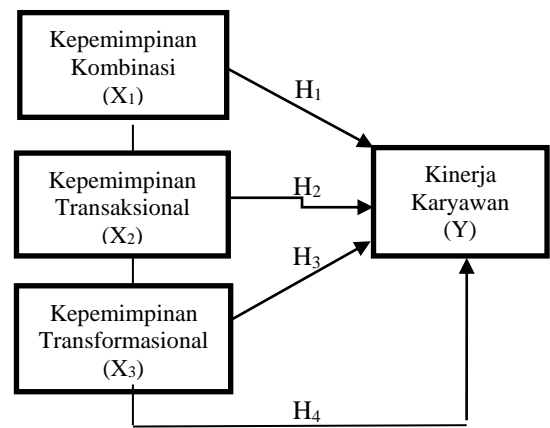 Kepemimpinan
Kombinasi
(X₁)
H₁
Kepemimpinan
Transaksional
(X₂)
H₂
Kinerja
Karyawan
(Y)
H₃
Kepemimpinan
Transformasional
(X₃)
H₄